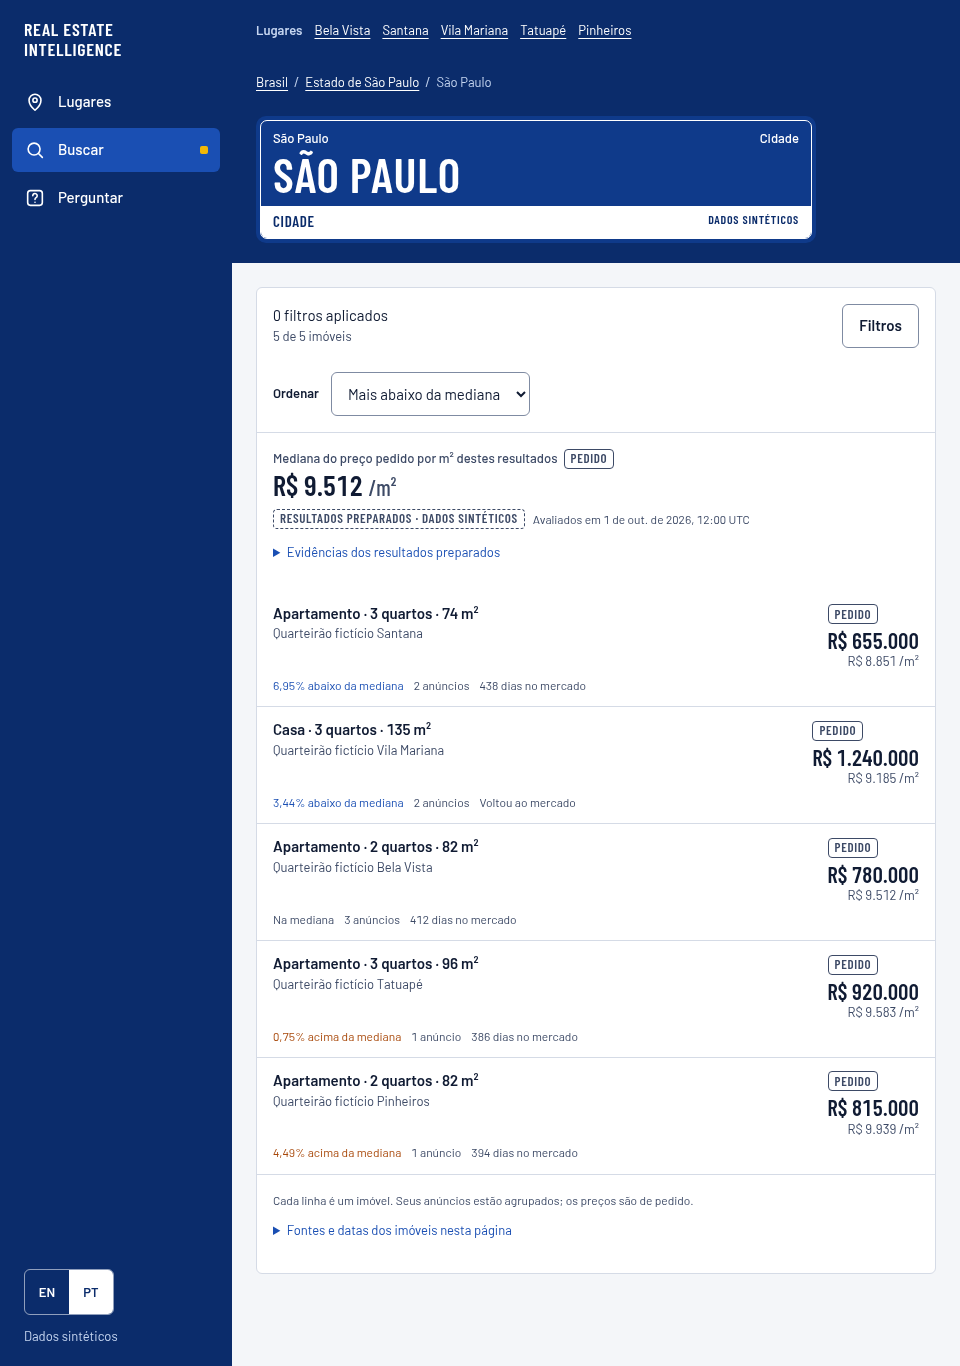 REAL ESTATE
INTELLIGENCE
Lugares
Buscar
Perguntar
EN PT
Dados sintéticos
Lugares Bela Vista Santana Vila Mariana Tatuapé Pinheiros
Brasil / Estado de São Paulo / São Paulo
São Paulo Cidade
SÃO PAULO
CIDADE DADOS SINTÉTICOS
0 filtros aplicados
5 de 5 imóveis
Filtros
Ordenar Mais abaixo da mediana
Mediana do preço pedido por m² destes resultados PEDIDO
R$ 9.512 /m²
RESULTADOS PREPARADOS · DADOS SINTÉTICOS Avaliados em 1 de out. de 2026, 12:00 UTC
Evidências dos resultados preparados
Apartamento · 3 quartos · 74 m² PEDIDO
Quarteirão fictício Santana R$ 655.000
R$ 8.851 /m²
6,95% abaixo da mediana 2 anúncios 438 dias no mercado
Casa · 3 quartos · 135 m² PEDIDO
Quarteirão fictício Vila Mariana R$ 1.240.000
R$ 9.185 /m²
3,44% abaixo da mediana 2 anúncios Voltou ao mercado
Apartamento · 2 quartos · 82 m² PEDIDO
Quarteirão fictício Bela Vista R$ 780.000
R$ 9.512 /m²
Na mediana 3 anúncios 412 dias no mercado
Apartamento · 3 quartos · 96 m² PEDIDO
Quarteirão fictício Tatuapé R$ 920.000
R$ 9.583 /m²
0,75% acima da mediana 1 anúncio 386 dias no mercado
Apartamento · 2 quartos · 82 m² PEDIDO
Quarteirão fictício Pinheiros R$ 815.000
R$ 9.939 /m²
4,49% acima da mediana 1 anúncio 394 dias no mercado
Cada linha é um imóvel. Seus anúncios estão agrupados; os preços são de pedido.
Fontes e datas dos imóveis nesta página